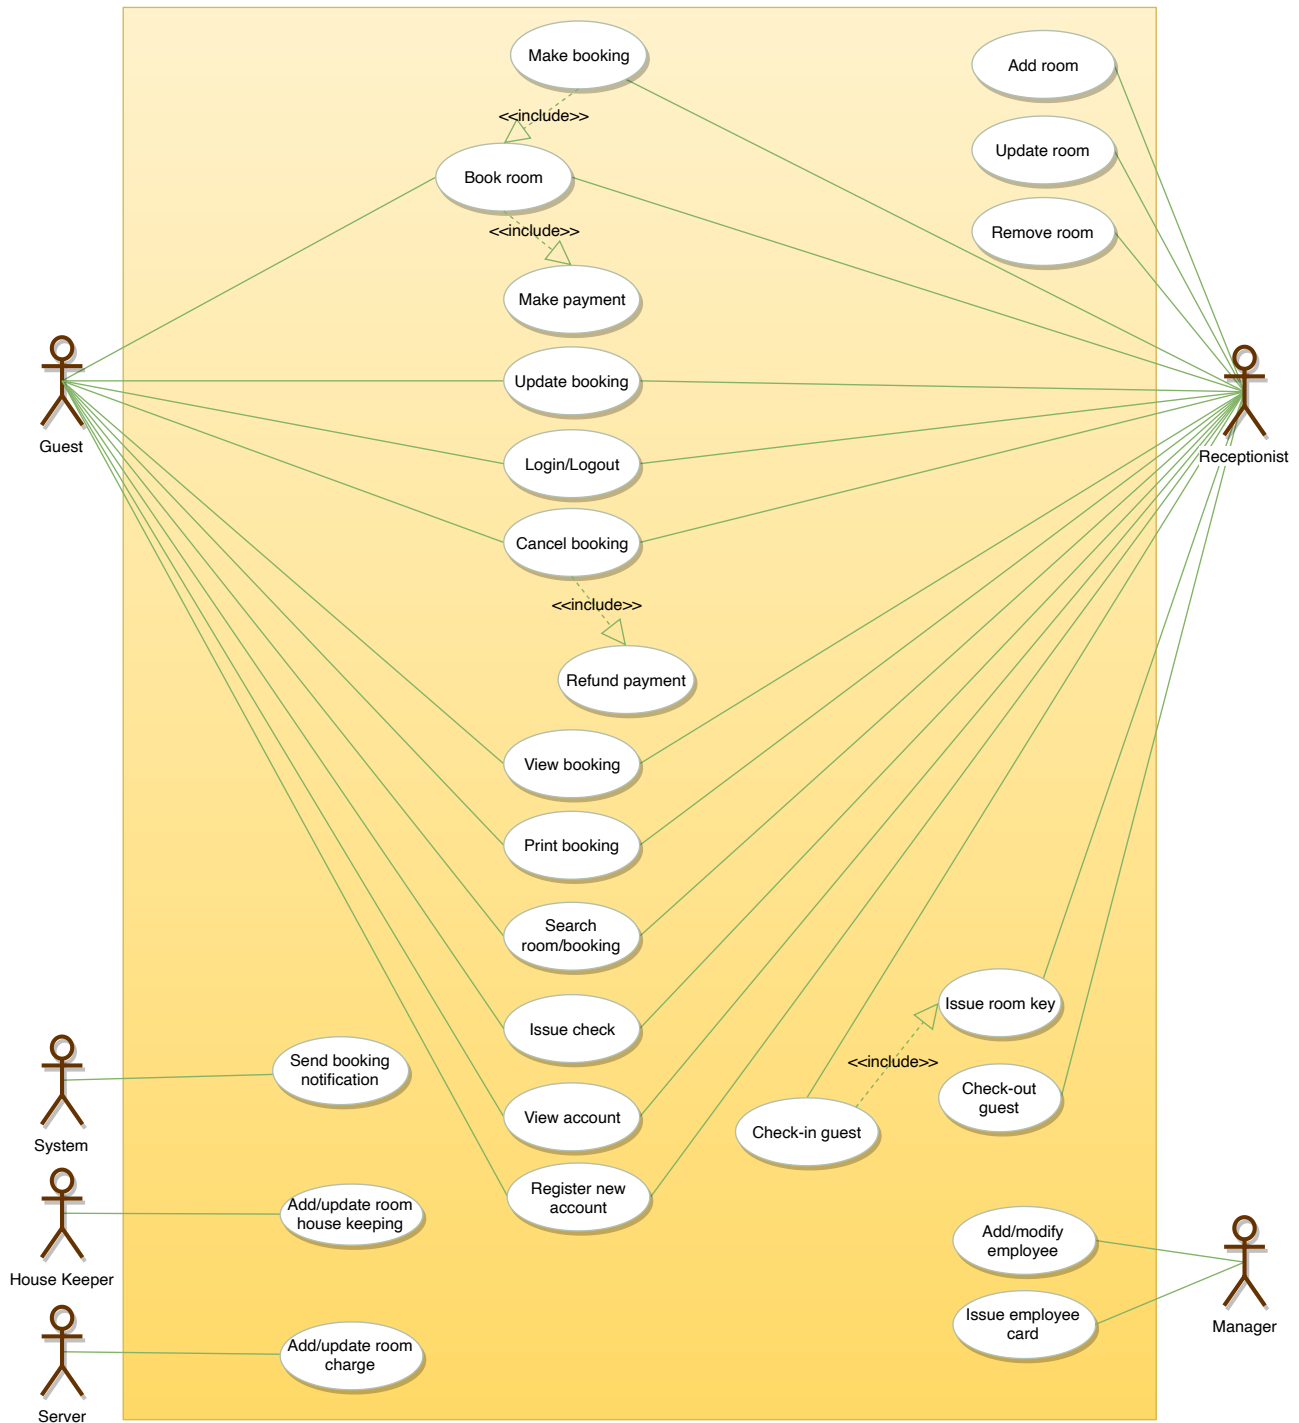 Make booking
Add room
<<include>>
Update room
Book room
Remove room
<<include>>
Make payment
Update booking
Guest
Receptionist
Login/Logout
Cancel booking
<<include>>
Refund payment
View booking
Print booking
Search
room/booking
Issue room key
Issue check
Send booking
notification
<<include>>
Check-out
guest
View account
Check-in guest
System
Register new
account
Add/update room
house keeping
Add/modify
employee
House Keeper
Issue employee
card
Manager
Add/update room
charge
Server